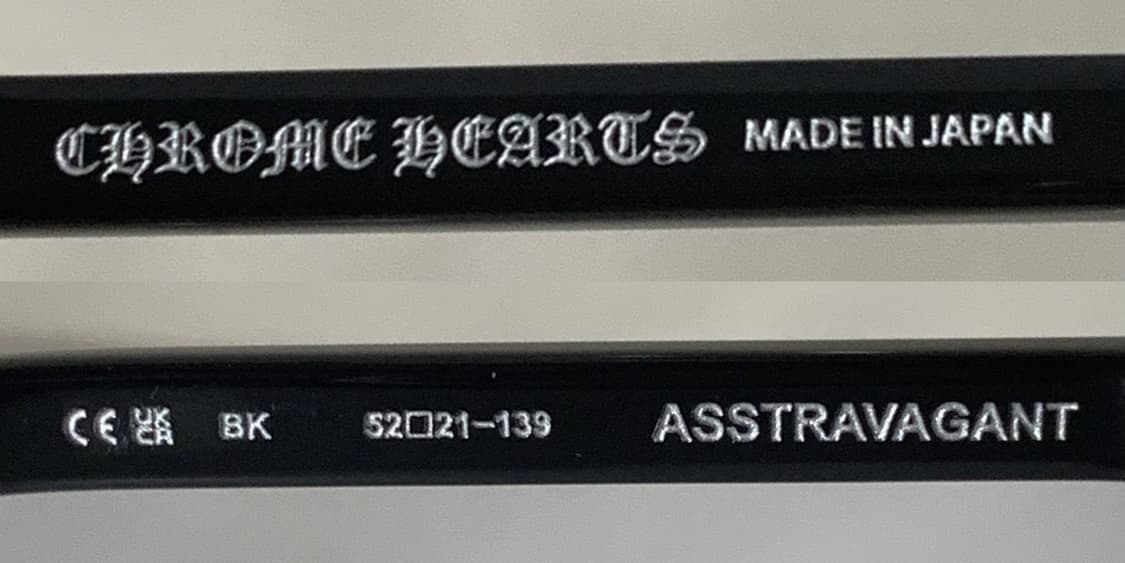 CHROME HEARTS MADE IN JAPAN
CE UK CA BK 52□21-139 ASSTRAVAGANT